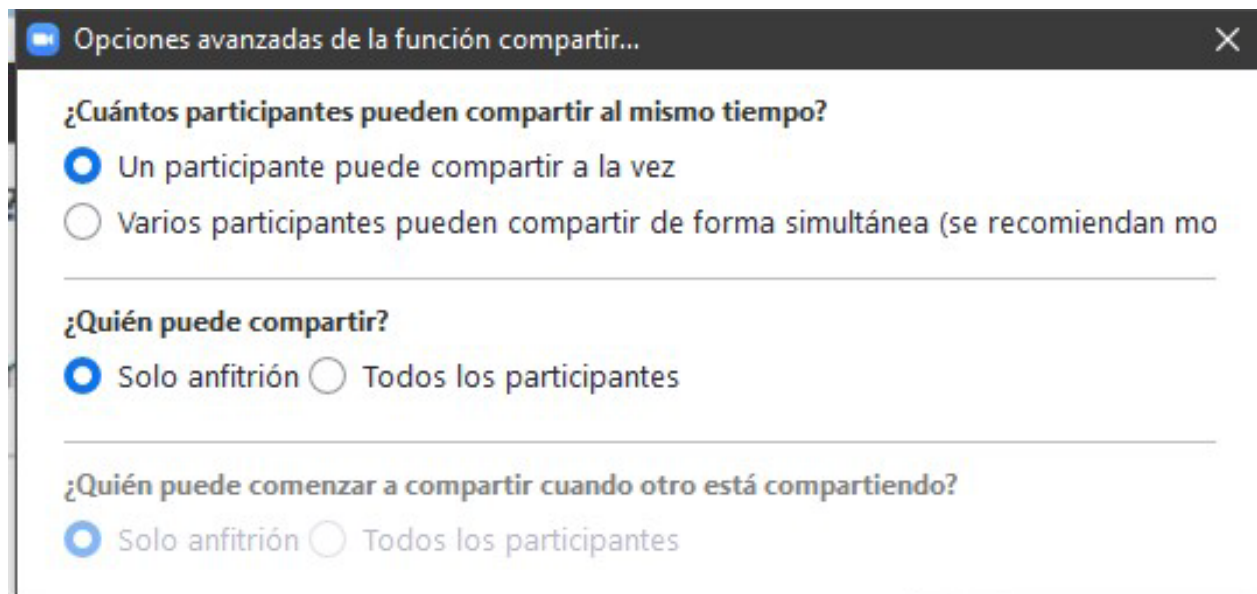 Opciones avanzadas de la función compartir...
¿Cuántos participantes pueden compartir al mismo tiempo?
Un participante puede compartir a la vez
Varios participantes pueden compartir de forma simultánea (se recomiendan mo
¿Quién puede compartir?
Solo anfitrión Todos los participantes
¿Quién puede comenzar a compartir cuando otro está compartiendo?
Solo anfitrión Todos los participantes